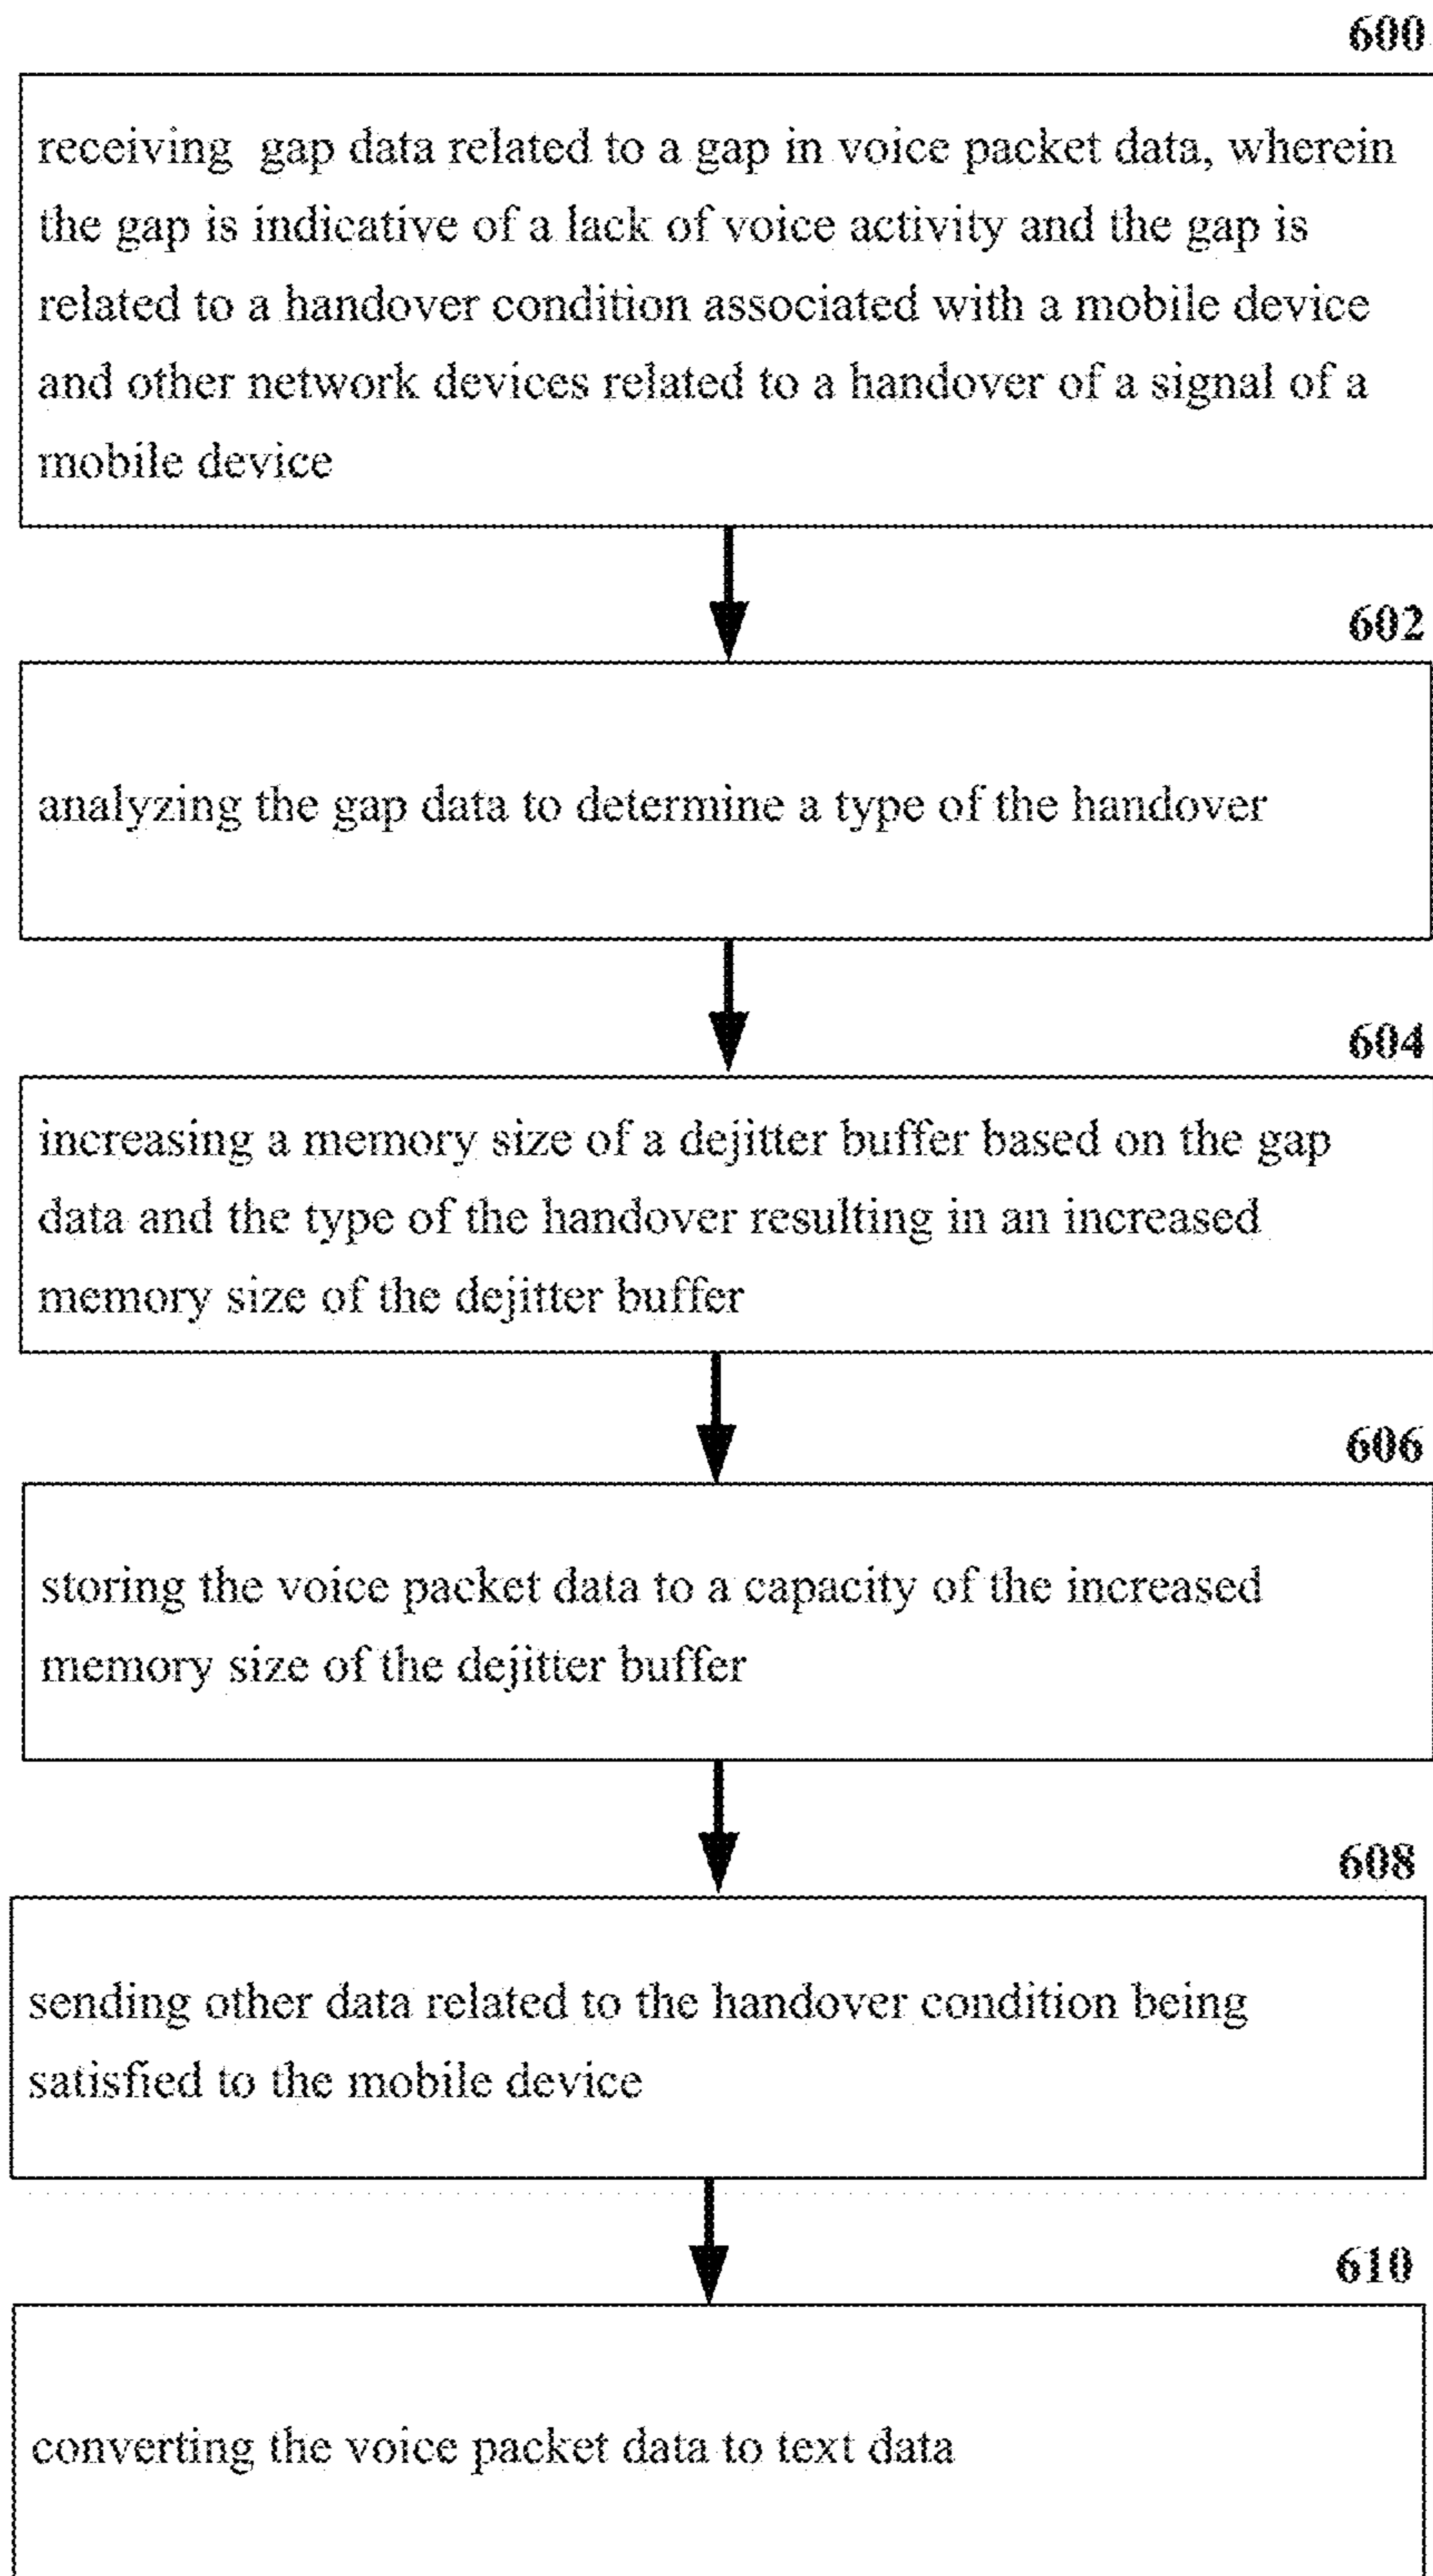 600
receiving gap data related to a gap in voice packet data, wherein
the gap is indicative of a lack of voice activity and the gap is
related to a handover condition associated with a mobile device
and other network devices related to a handover of a signal of a
mobile device
602
analyzing the gap data to determine a type of the handover
604
increasing a memory size of a dejitter buffer based on the gap
data and the type of the handover resulting in an increased
memory size of the dejitter buffer
606
storing the voice packet data to a capacity of the increased
memory size of the dejitter buffer
608
sending other data related to the handover condition being
satisfied to the mobile device
610
converting the voice packet data to text data